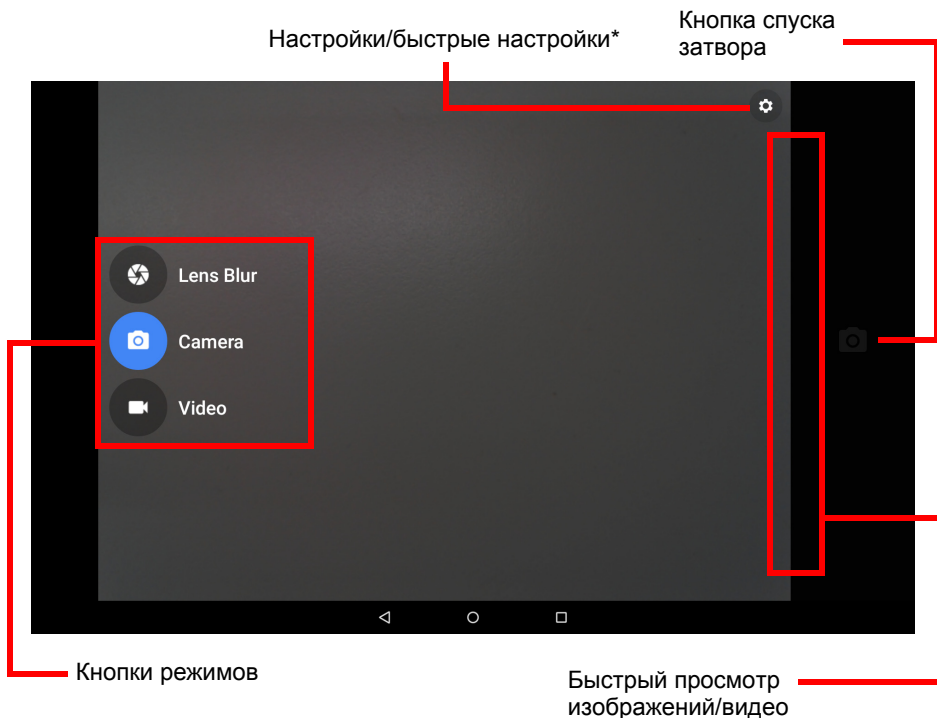 Кнопка спуска
затвора
Настройки/быстрые настройки*
Lens Blur
Camera
Video
Кнопки режимов
Быстрый просмотр
изображений/видео